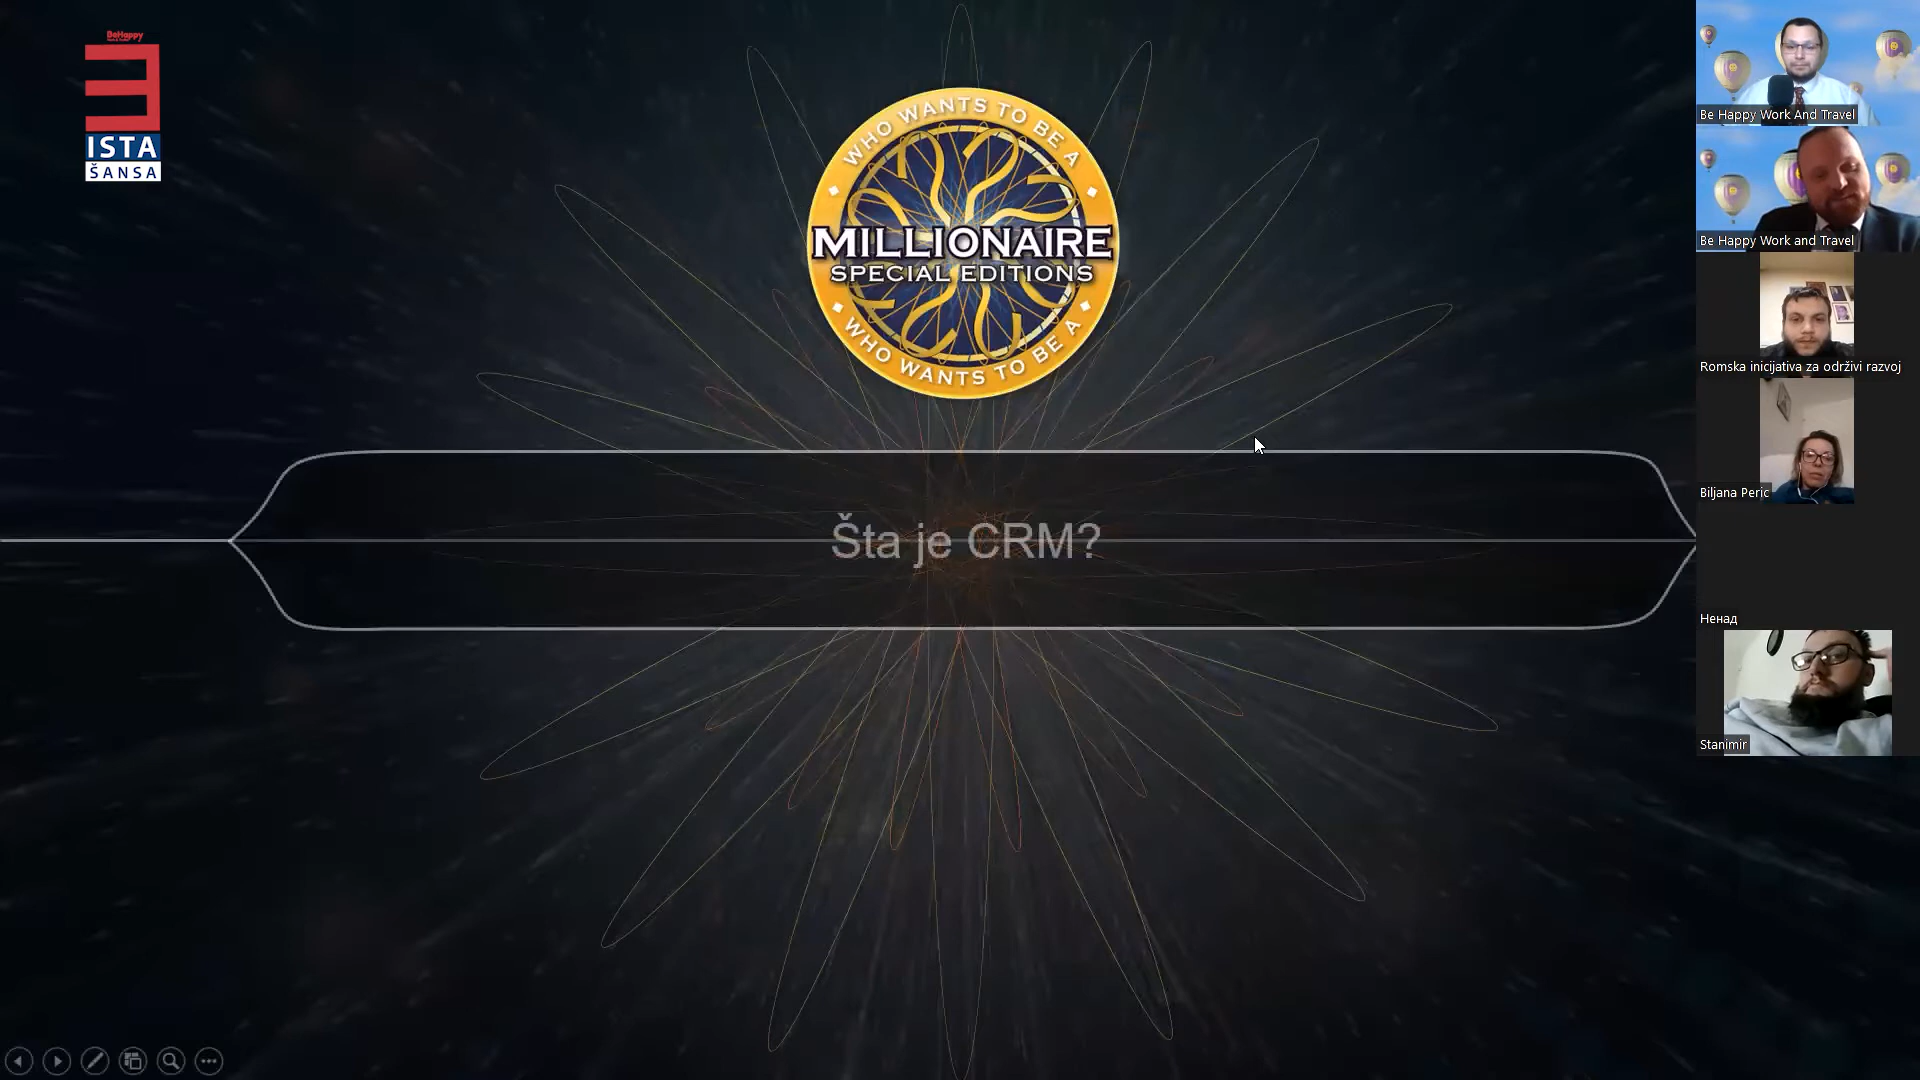 BeHappy
ISTA
ŠANSA
WHO WANTS TO BE A
MILLIONAIRE
SPECIAL EDITIONS
WHO WANTS TO BE A
Šta je CRM?
Be Happy Work And Travel
Be Happy Work and Travel
Romska inicijativa za održivi razvoj
Biljana Peric
Ненад
Stanimir